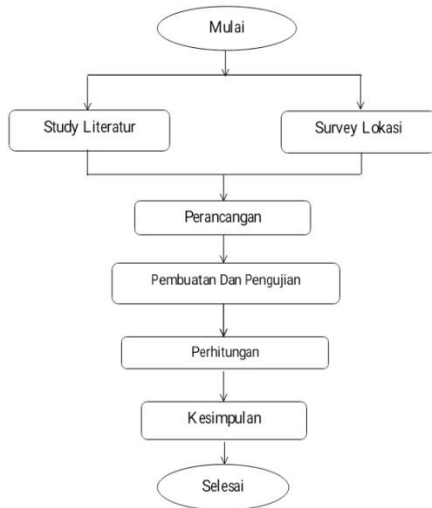 Mulai
Study Literatur
Survey Lokasi
Perancangan
Pembuatan Dan Pengujian
Perhitungan
Kesimpulan
Selesai